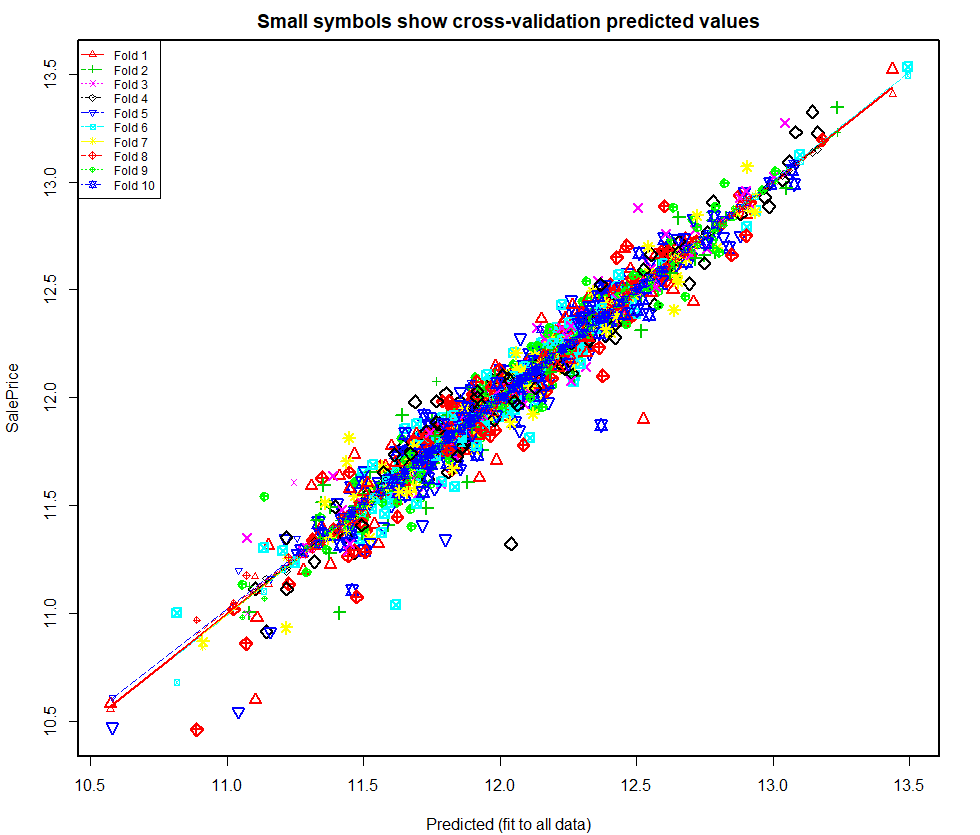 Small symbols show cross-validation predicted values
Fold 1
Fold 2
Fold 3
Fold 4
Fold 5
Fold 6
Fold 7
Fold 8
Fold 9
Fold 10
13.5
13.0
12.5
12.0
11.5
11.0
10.5
SalePrice
10.5 11.0 11.5 12.0 12.5 13.0 13.5
Predicted (fit to all data)